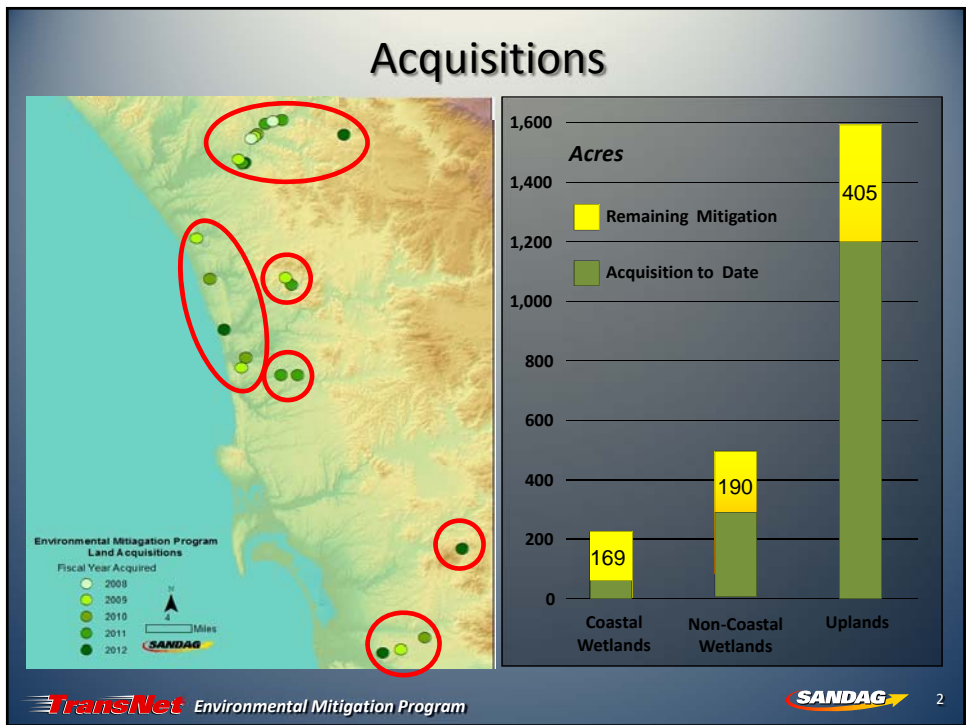 Acquisitions
Environmental Mitiagation Program
Land Acquisitions
Fiscal Year Acquired
2008
2009
2010
2011
2012
N
4
Miles
SANDAG
1,600
1,400
1,200
1,000
800
600
400
200
0
Acres
Remaining Mitigation
Acquisition to Date
405
190
169
Coastal
Wetlands
Non-Coastal
Wetlands
Uplands
TransNet Environmental Mitigation Program
SANDAG
2